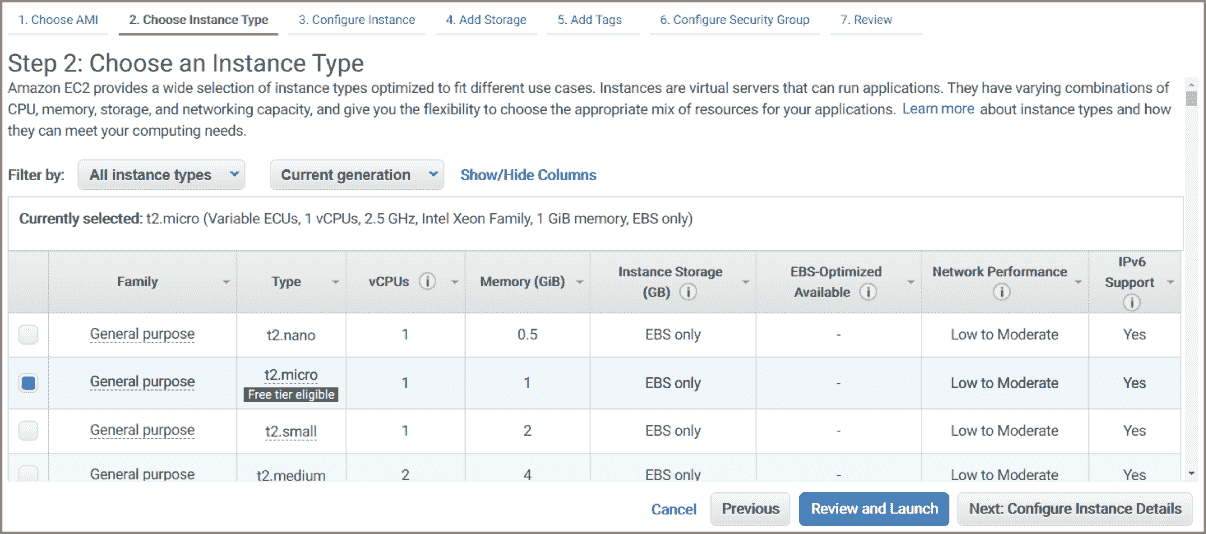 1. Choose AMI 2. Choose Instance Type 3. Configure Instance 4. Add Storage 5. Add Tags 6. Configure Security Group 7. Review
Step 2: Choose an Instance Type
Amazon EC2 provides a wide selection of instance types optimized to fit different use cases. Instances are virtual servers that can run applications. They have varying combinations of
CPU, memory, storage, and networking capacity, and give you the flexibility to choose the appropriate mix of resources for your applications. Learn more about instance types and how
they can meet your computing needs.
Filter by: All instance types Current generation Show/Hide Columns
Currently selected: t2.micro (Variable ECUs, 1 vCPUs, 2.5 GHz, Intel Xeon Family, 1 GiB memory, EBS only)
Family Type vCPUs i Memory (GiB) Instance Storage (GB) i EBS-Optimized Available i Network Performance i IPv6 Support i
General purpose t2.nano 1 0.5 EBS only - Low to Moderate Yes
General purpose t2.micro Free tier eligible 1 1 EBS only - Low to Moderate Yes
General purpose t2.small 1 2 EBS only - Low to Moderate Yes
General purpose t2.medium 2 4 EBS only - Low to Moderate Yes
Cancel Previous Review and Launch Next: Configure Instance Details